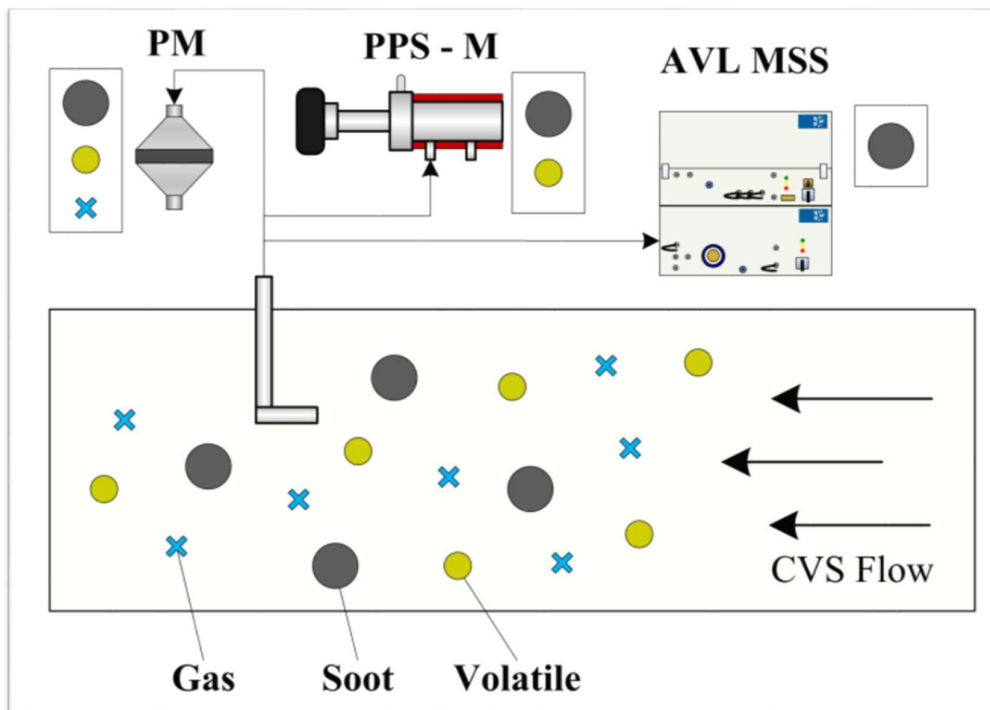 PM
PPS - M
AVL MSS
CVS Flow
Gas
Soot
Volatile